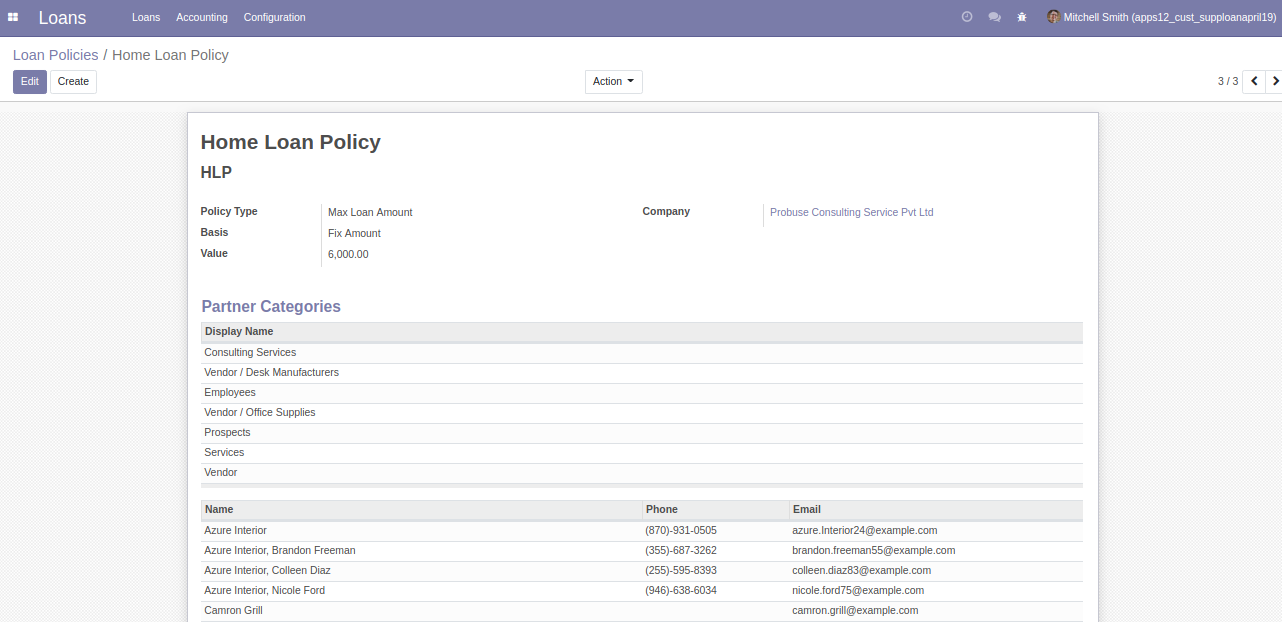 Loans Loans Accounting Configuration Mitchell Smith (apps12_cust_supploanapril19)
Loan Policies / Home Loan Policy
Edit Create Action 3 / 3
Home Loan Policy
HLP
Policy Type Max Loan Amount Company Probuse Consulting Service Pvt Ltd
Basis Fix Amount
Value 6,000.00
Partner Categories
Display Name
Consulting Services
Vendor / Desk Manufacturers
Employees
Vendor / Office Supplies
Prospects
Services
Vendor
Name Phone Email
Azure Interior (870)-931-0505 azure.Interior24@example.com
Azure Interior, Brandon Freeman (355)-687-3262 brandon.freeman55@example.com
Azure Interior, Colleen Diaz (255)-595-8393 colleen.diaz83@example.com
Azure Interior, Nicole Ford (946)-638-6034 nicole.ford75@example.com
Camron Grill camron.grill@example.com